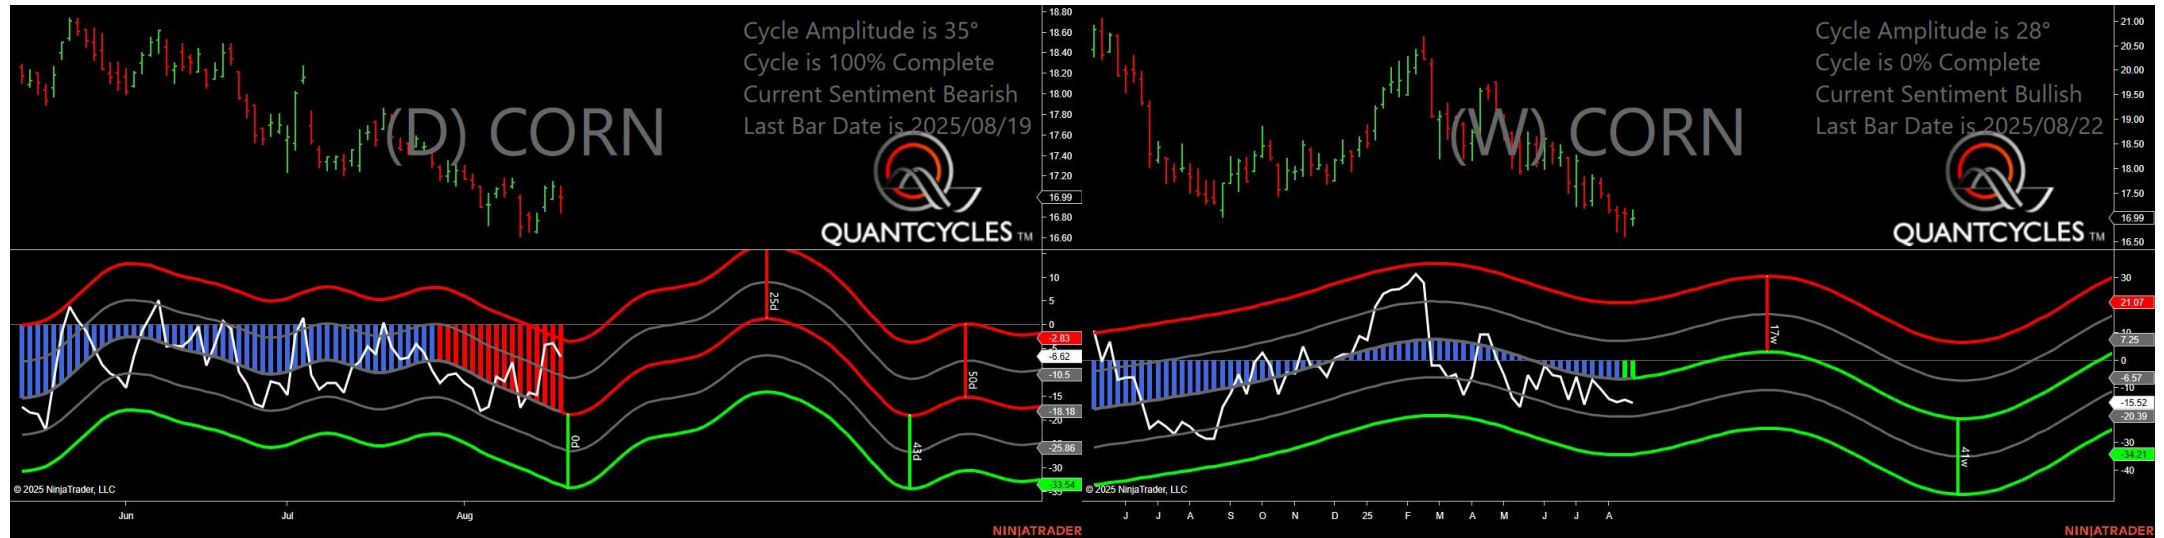 Cycle Amplitude is 35°
Cycle is 100% Complete
Current Sentiment Bearish
Last Bar Date is 2025/08/19
(D) CORN
QUANTCYCLES TM
18.80
18.60
18.40
18.20
18.00
17.80
17.60
17.40
17.20
16.99
16.80
16.60
10
5
0
-2.83
-6.62
-10.5
-15
-18.18
-20
-25.86
-30
-33.54
25d
50d
0d
43d
© 2025 NinjaTrader, LLC
Jun
Jul
Aug
NINJATRADER
Cycle Amplitude is 28°
Cycle is 0% Complete
Current Sentiment Bullish
Last Bar Date is 2025/08/22
(W) CORN
QUANTCYCLES TM
21.00
20.50
20.00
19.50
19.00
18.50
18.00
17.50
16.99
16.50
30
21.07
10
7.25
0
-6.57
-10
-15.52
-20.39
-30
-34.21
-40
17w
41w
© 2025 NinjaTrader, LLC
J
J
A
S
O
N
D
25
F
M
A
M
J
J
A
NINJATRADER